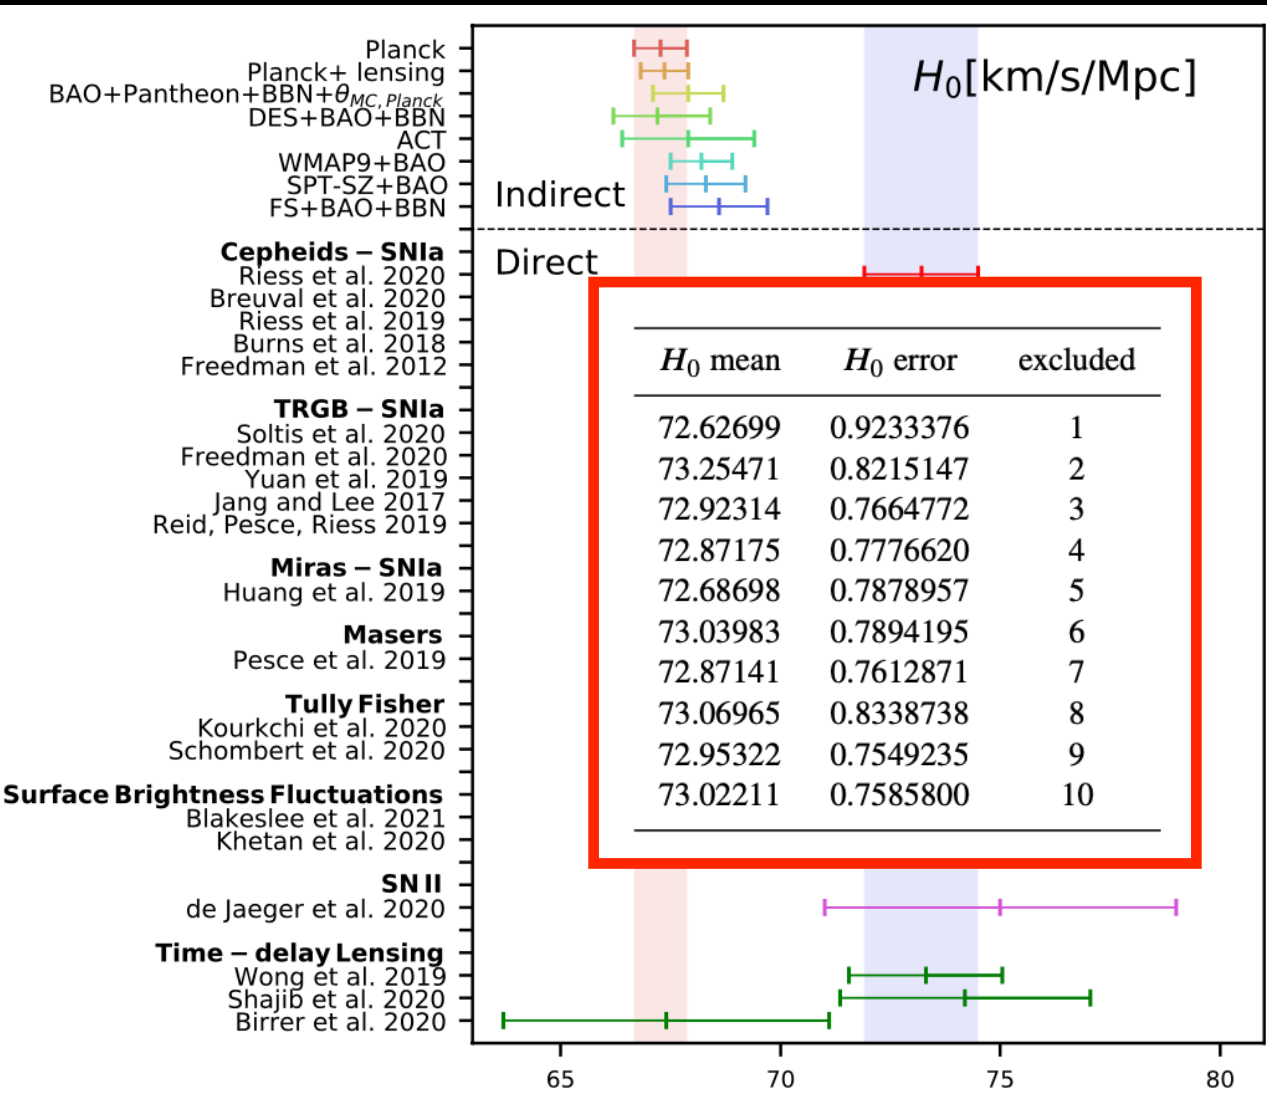 H₀[km/s/Mpc]
Planck
Planck+ lensing
BAO+Pantheon+BBN+θ_MC, Planck
DES+BAO+BBN
ACT
WMAP9+BAO
SPT-SZ+BAO
FS+BAO+BBN
Indirect
Direct
Cepheids – SNIa
Riess et al. 2020
Breuval et al. 2020
Riess et al. 2019
Burns et al. 2018
Freedman et al. 2012
TRGB – SNIa
Soltis et al. 2020
Freedman et al. 2020
Yuan et al. 2019
Jang and Lee 2017
Reid, Pesce, Riess 2019
Miras – SNIa
Huang et al. 2019
Masers
Pesce et al. 2019
Tully Fisher
Kourkchi et al. 2020
Schombert et al. 2020
Surface Brightness Fluctuations
Blakeslee et al. 2021
Khetan et al. 2020
SN II
de Jaeger et al. 2020
Time – delay Lensing
Wong et al. 2019
Shajib et al. 2020
Birrer et al. 2020
H₀ mean H₀ error excluded
72.62699 0.9233376 1
73.25471 0.8215147 2
72.92314 0.7664772 3
72.87175 0.7776620 4
72.68698 0.7878957 5
73.03983 0.7894195 6
72.87141 0.7612871 7
73.06965 0.8338738 8
72.95322 0.7549235 9
73.02211 0.7585800 10
65 70 75 80